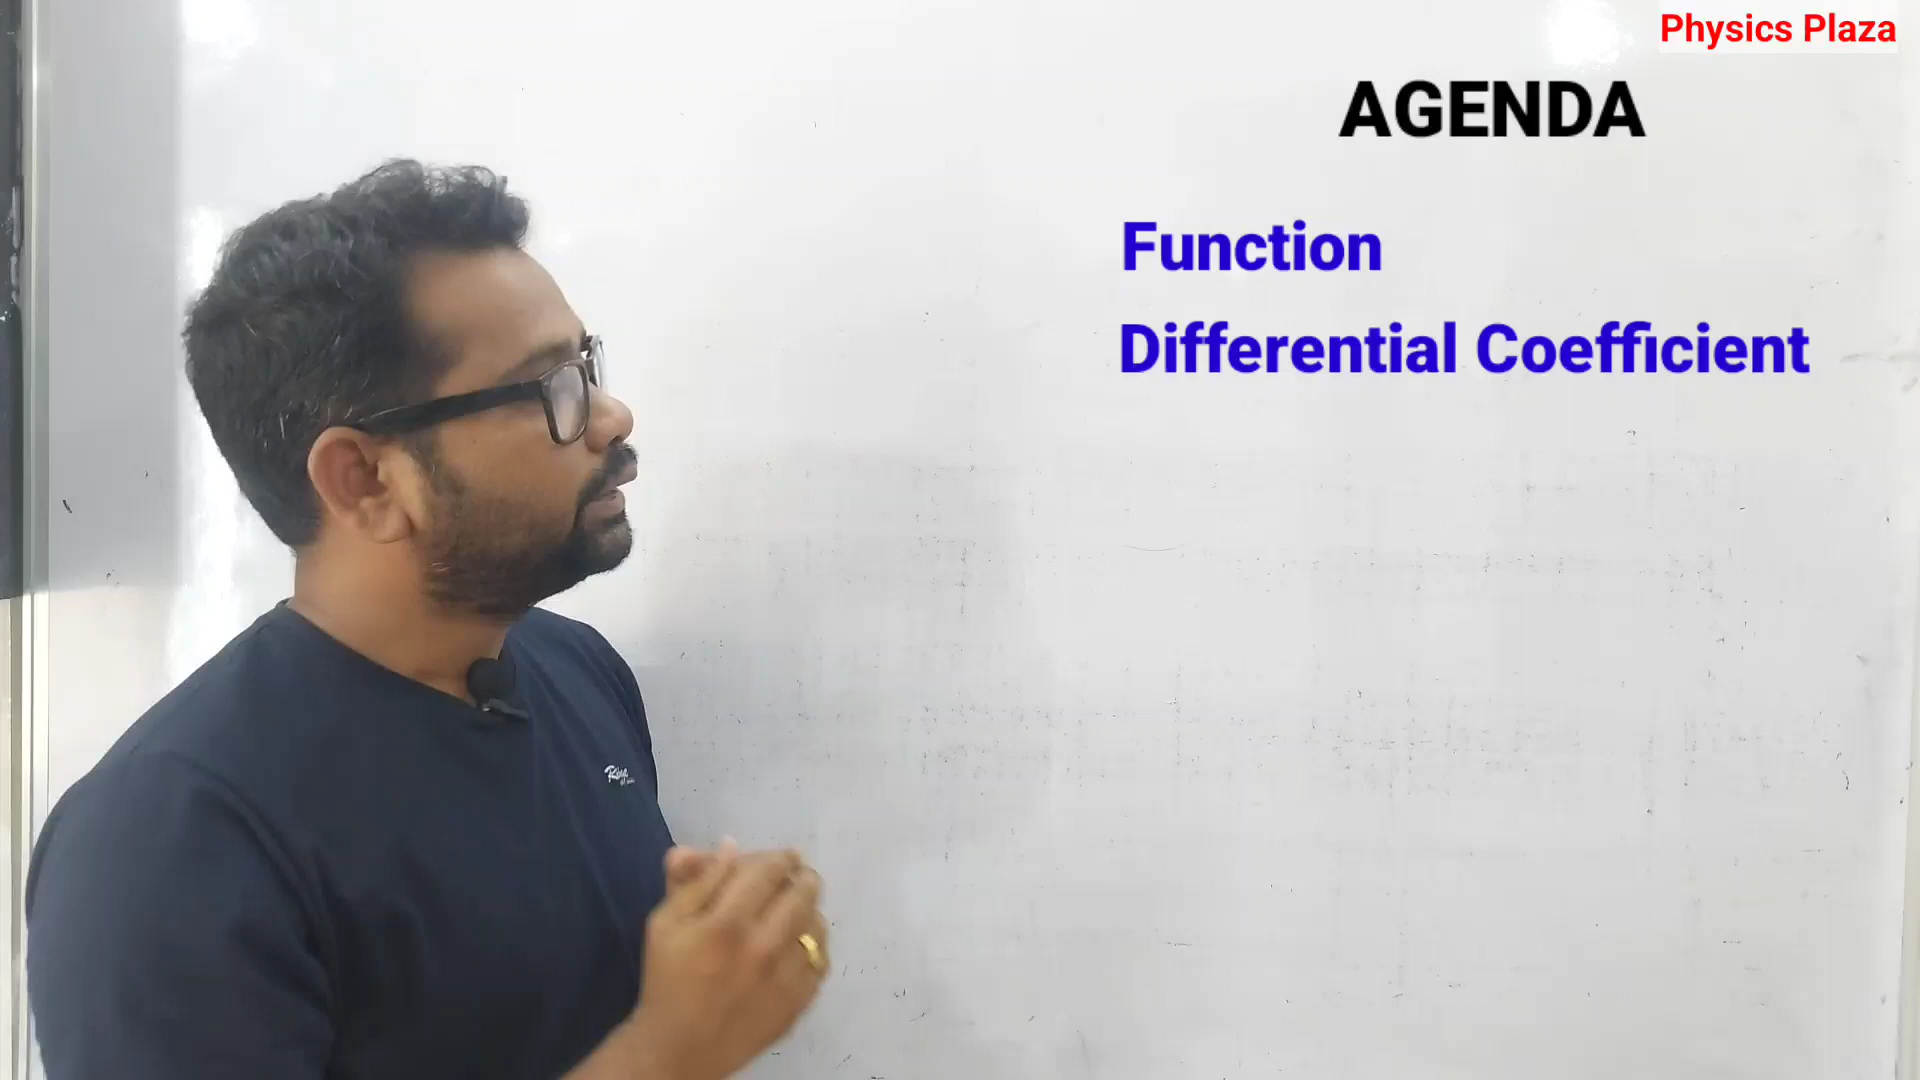 Physics Plaza
AGENDA
Function
Differential Coefficient